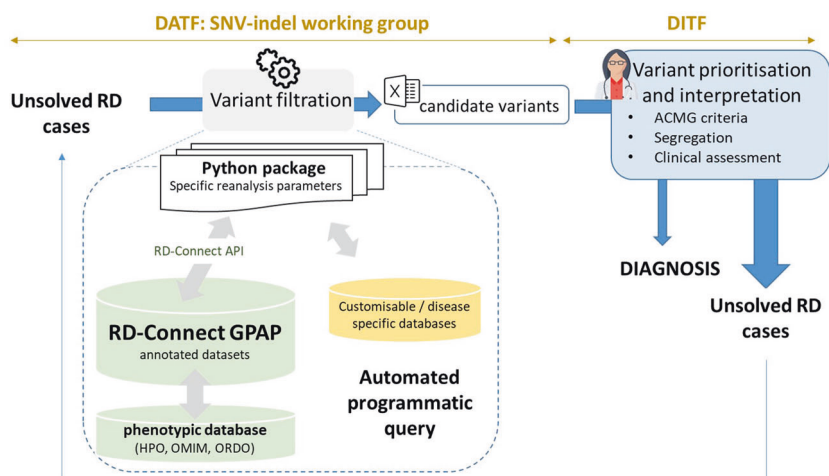 DATF: SNV-indel working group
DITF
Unsolved RD
cases
Variant filtration
X
candidate variants
Variant prioritisation
and interpretation
• ACMG criteria
• Segregation
• Clinical assessment
Python package
Specific reanalysis parameters
RD-Connect API
RD-Connect GPAP
annotated datasets
Customisable / disease
specific databases
DIAGNOSIS
Unsolved RD
cases
Automated
programmatic
query
phenotypic database
(HPO, OMIM, ORDO)